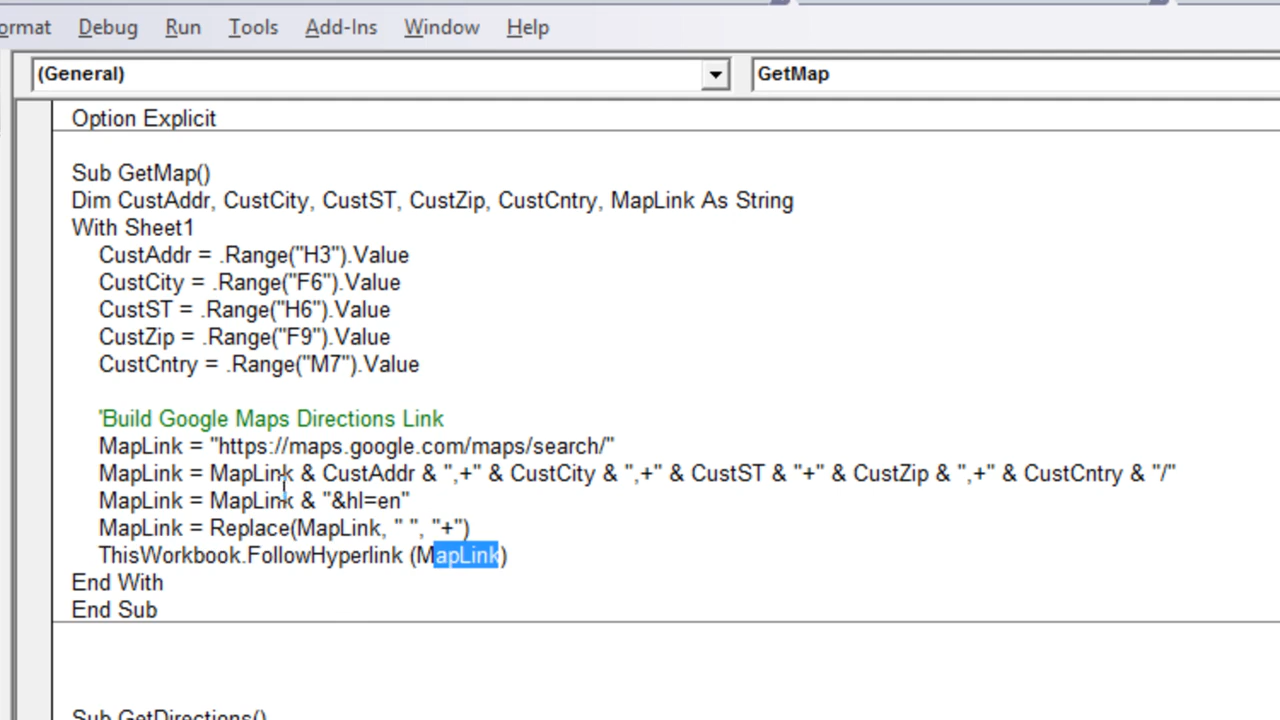 ormat Debug Run Tools Add-Ins Window Help
(General) GetMap
Option Explicit
Sub GetMap()
Dim CustAddr, CustCity, CustST, CustZip, CustCntry, MapLink As String
With Sheet1
CustAddr = .Range("H3").Value
CustCity = .Range("F6").Value
CustST = .Range("H6").Value
CustZip = .Range("F9").Value
CustCntry = .Range("M7").Value
'Build Google Maps Directions Link
MapLink = "https://maps.google.com/maps/search/"
MapLink = MapLink & CustAddr & ",+" & CustCity & ",+" & CustST & "+" & CustZip & ",+" & CustCntry & "/"
MapLink = MapLink & "&hl=en"
MapLink = Replace(MapLink, " ", "+")
ThisWorkbook.FollowHyperlink (MapLink)
End With
End Sub
Sub GetDirections()